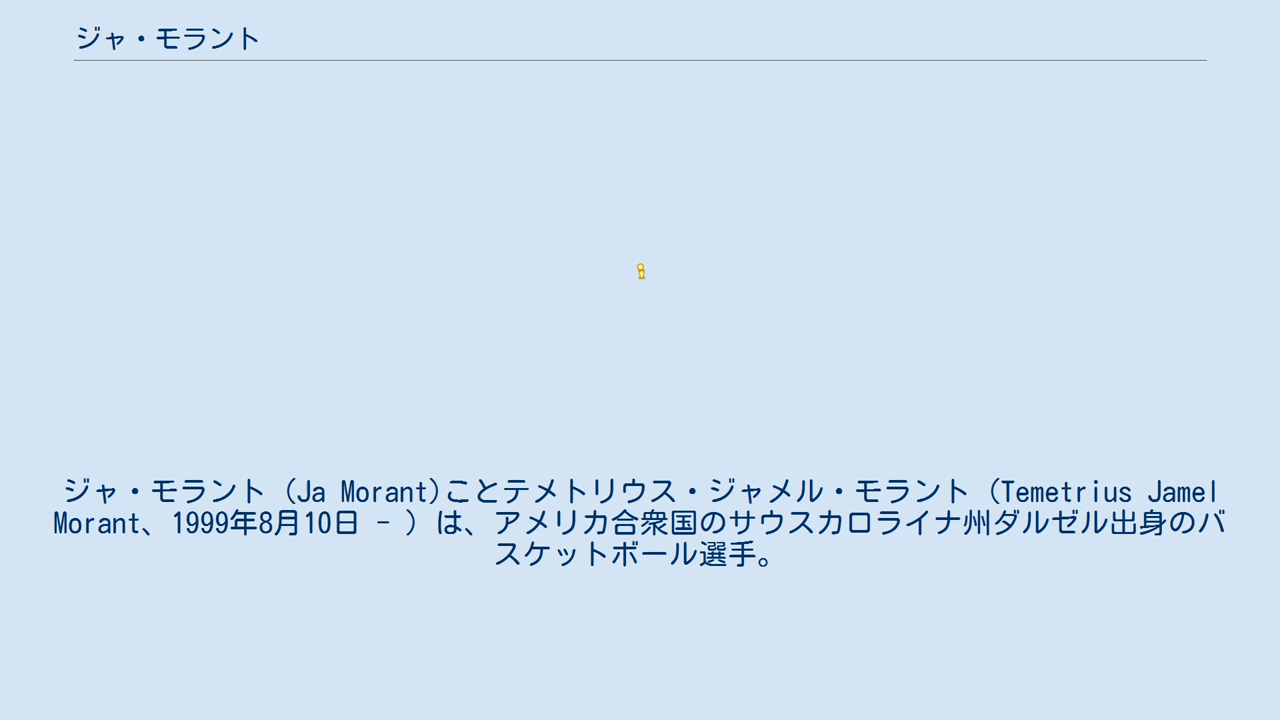 ジャ・モラント
ジャ・モラント（Ja Morant)ことテメトリウス・ジャメル・モラント（Temetrius Jamel
Morant、1999年8月10日 - ）は、アメリカ合衆国のサウスカロライナ州ダルゼル出身のバ
スケットボール選手。